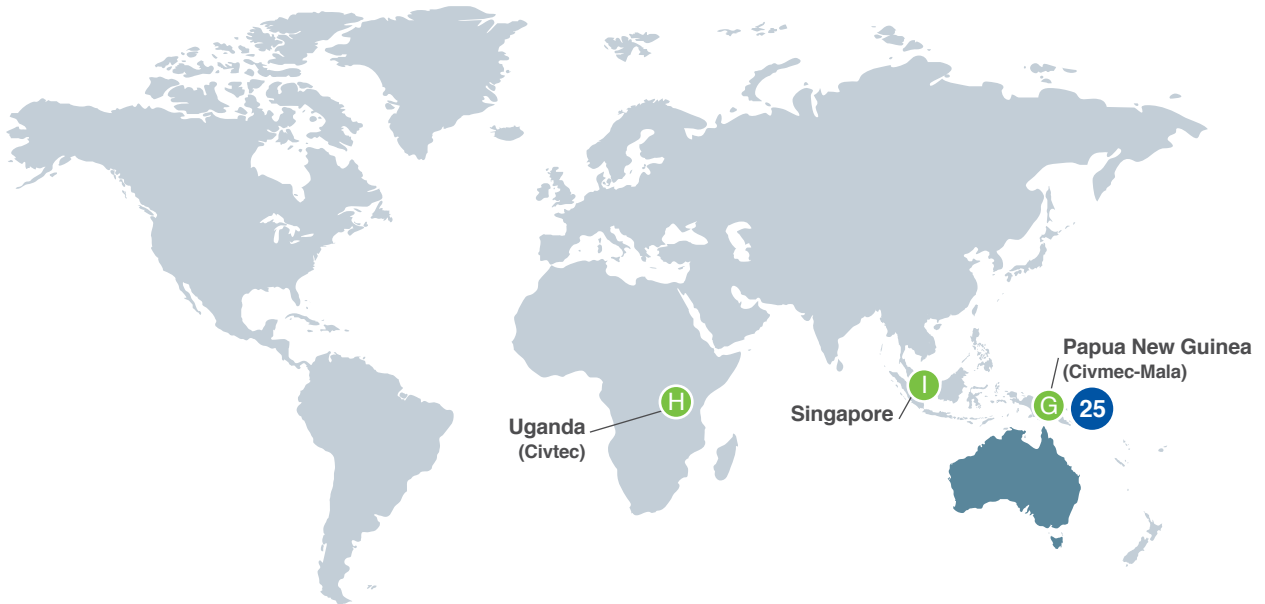 Papua New Guinea
(Civmec-Mala)
I
G
25
H
Singapore
Uganda
(Civtec)